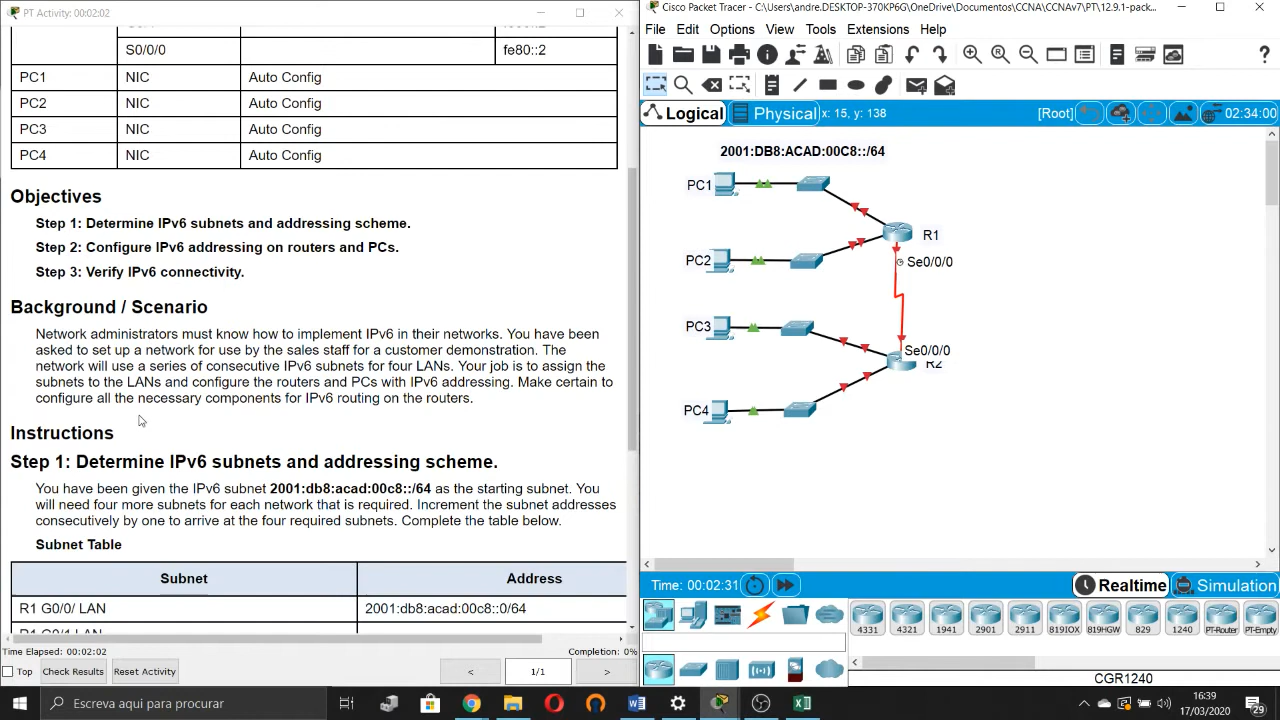 PT Activity: 00:02:02
S0/0/0
fe80::2
PC1 NIC Auto Config
PC2 NIC Auto Config
PC3 NIC Auto Config
PC4 NIC Auto Config
Objectives
Step 1: Determine IPv6 subnets and addressing scheme.
Step 2: Configure IPv6 addressing on routers and PCs.
Step 3: Verify IPv6 connectivity.
Background / Scenario
Network administrators must know how to implement IPv6 in their networks. You have been
asked to set up a network for use by the sales staff for a customer demonstration. The
network will use a series of consecutive IPv6 subnets for four LANs. Your job is to assign the
subnets to the LANs and configure the routers and PCs with IPv6 addressing. Make certain to
configure all the necessary components for IPv6 routing on the routers.
Instructions
Step 1: Determine IPv6 subnets and addressing scheme.
You have been given the IPv6 subnet 2001:db8:acad:00c8::/64 as the starting subnet. You
will need four more subnets for each network that is required. Increment the subnet addresses
consecutively by one to arrive at the four required subnets. Complete the table below.
Subnet Table
Subnet Address
R1 G0/0/ LAN 2001:db8:acad:00c8::0/64
R1 G0/1 LAN
Time Elapsed: 00:02:02 Completion: 0%
Top Check Results Reset Activity < 1/1 >
Cisco Packet Tracer - C:\Users\andre.DESKTOP-370KP6G\OneDrive\Documentos\CCNA\CCNAv7\PT\12.9.1-pack...
File Edit Options View Tools Extensions Help
Logical Physical x: 15, y: 138 [Root] 02:34:00
2001:DB8:ACAD:00C8::/64
PC1
R1
PC2
Se0/0/0
PC3
Se0/0/0
R2
PC4
Time: 00:02:31 Realtime Simulation
4331 4321 1941 2901 2911 819IOX 819HGW 829 1240 PT-Router PT-Empty
CGR1240
Escreva aqui para procurar
16:39
17/03/2020
29